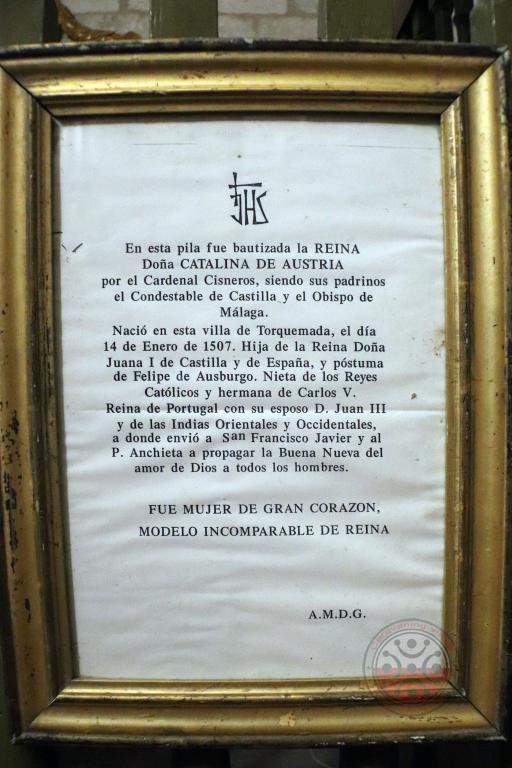 JHS
En esta pila fue bautizada la REINA
Doña CATALINA DE AUSTRIA
por el Cardenal Cisneros, siendo sus padrinos
el Condestable de Castilla y el Obispo de
Málaga.
Nació en esta villa de Torquemada, el día
14 de Enero de 1507. Hija de la Reina Doña
Juana I de Castilla y de España, y póstuma
de Felipe de Ausburgo. Nieta de los Reyes
Católicos y hermana de Carlos V.
Reina de Portugal con su esposo D. Juan III
y de las Indias Orientales y Occidentales,
a donde envió a San Francisco Javier y al
P. Anchieta a propagar la Buena Nueva del
amor de Dios a todos los hombres.
FUE MUJER DE GRAN CORAZON,
MODELO INCOMPARABLE DE REINA
A.M.D.G.